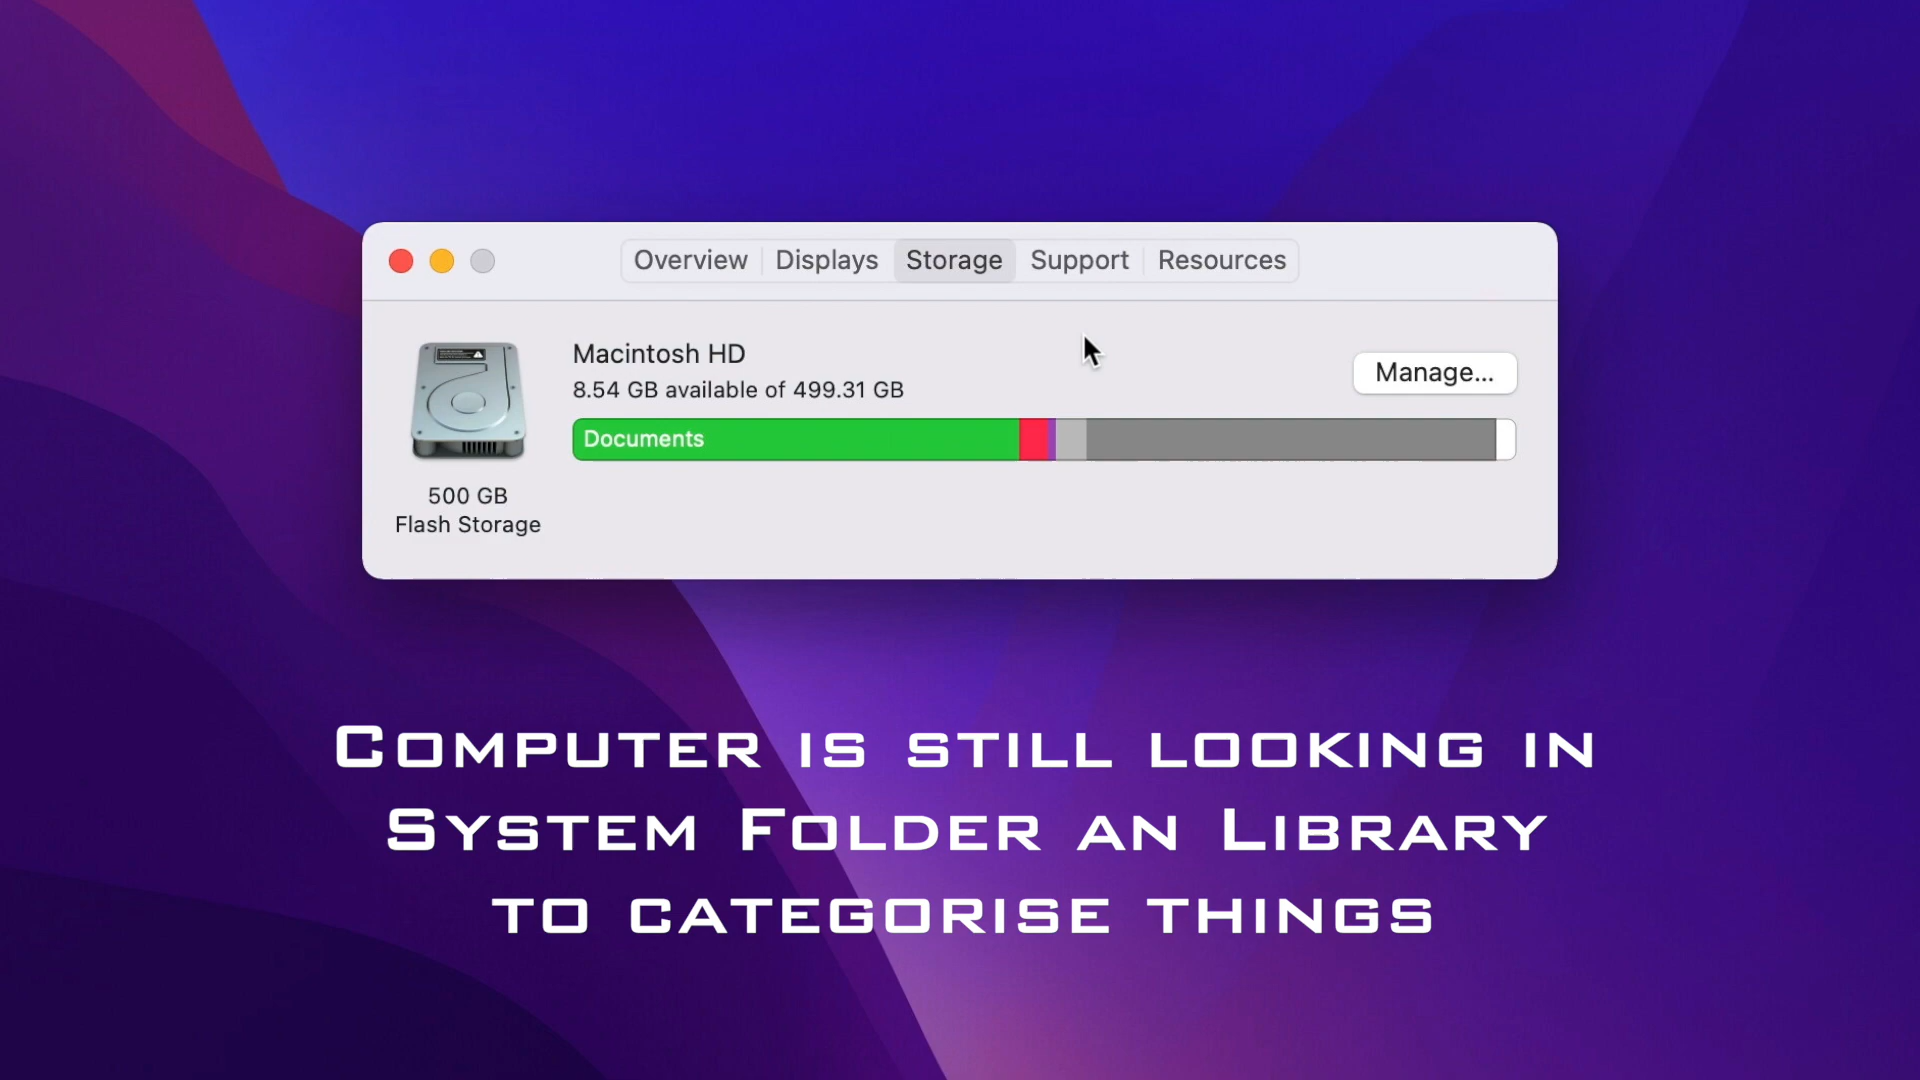 Overview Displays Storage Support Resources
Macintosh HD
8.54 GB available of 499.31 GB
Manage...
Documents
500 GB
Flash Storage
Computer is still looking in
System Folder an Library
to categorise things